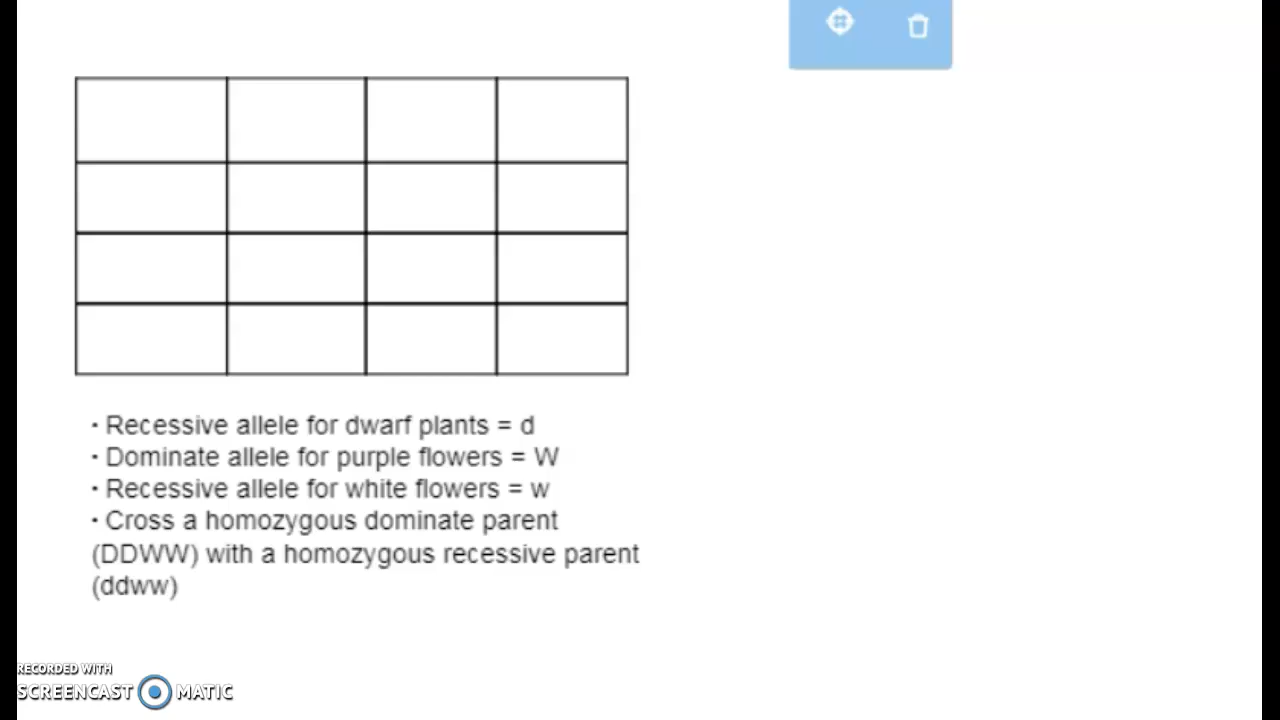 · Recessive allele for dwarf plants = d
· Dominate allele for purple flowers = W
· Recessive allele for white flowers = w
· Cross a homozygous dominate parent
(DDWW) with a homozygous recessive parent
(ddww)
RECORDED WITH
SCREENCAST MATIC